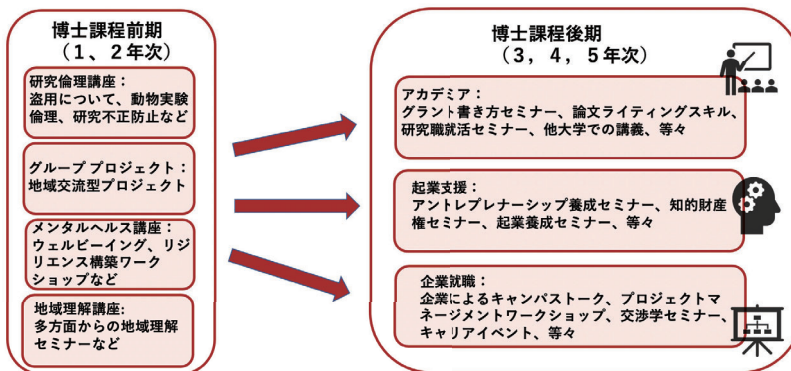 博士課程前期
（１、２年次）
研究倫理講座：
盗用について、動物実験
倫理、研究不正防止など
グループ プロジェクト：
地域交流型プロジェクト
メンタルヘルス講座：
ウェルビーイング、リジ
リエンス構築ワーク
ショップなど
地域理解講座:
多方面からの地域理解
セミナーなど
博士課程後期
（３，４，５年次）
アカデミア：
グラント書き方セミナー、論文ライティングスキル、
研究職就活セミナー、他大学での講義、等々
起業支援：
アントレプレナーシップ養成セミナー、知的財産
権セミナー、起業養成セミナー、等々
企業就職：
企業によるキャンパストーク、プロジェクトマ
ネージメントワークショップ、交渉学セミナー、
キャリアイベント、等々